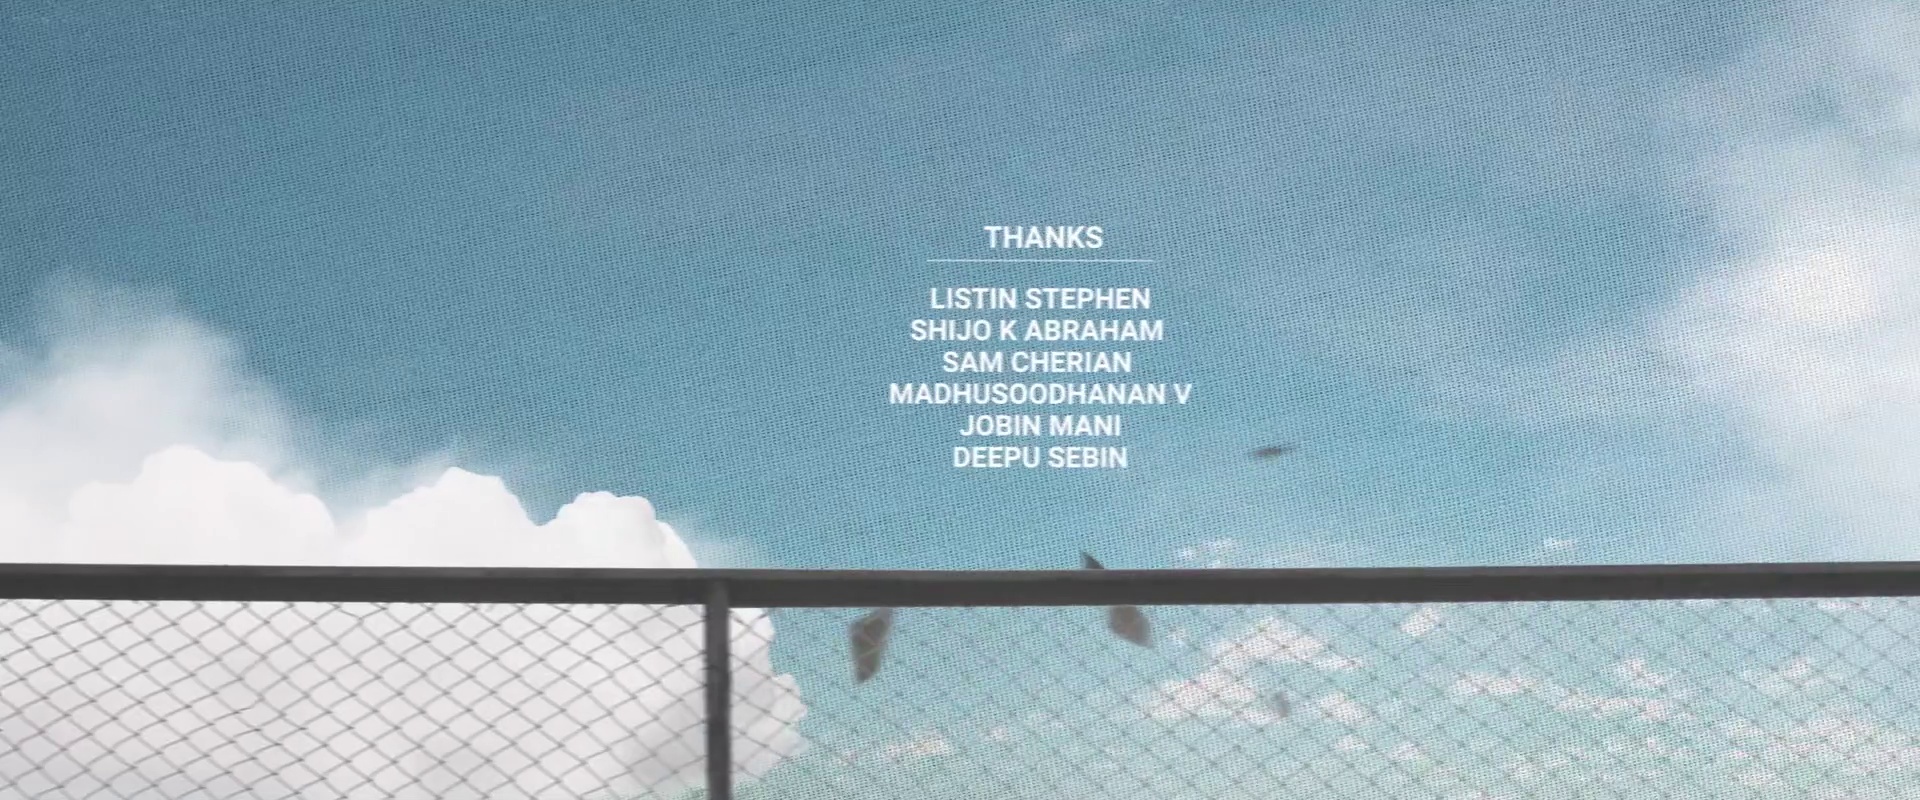 THANKS
LISTIN STEPHEN
SHIJO K ABRAHAM
SAM CHERIAN
MADHUSOODHANAN V
JOBIN MANI
DEEPU SEBIN